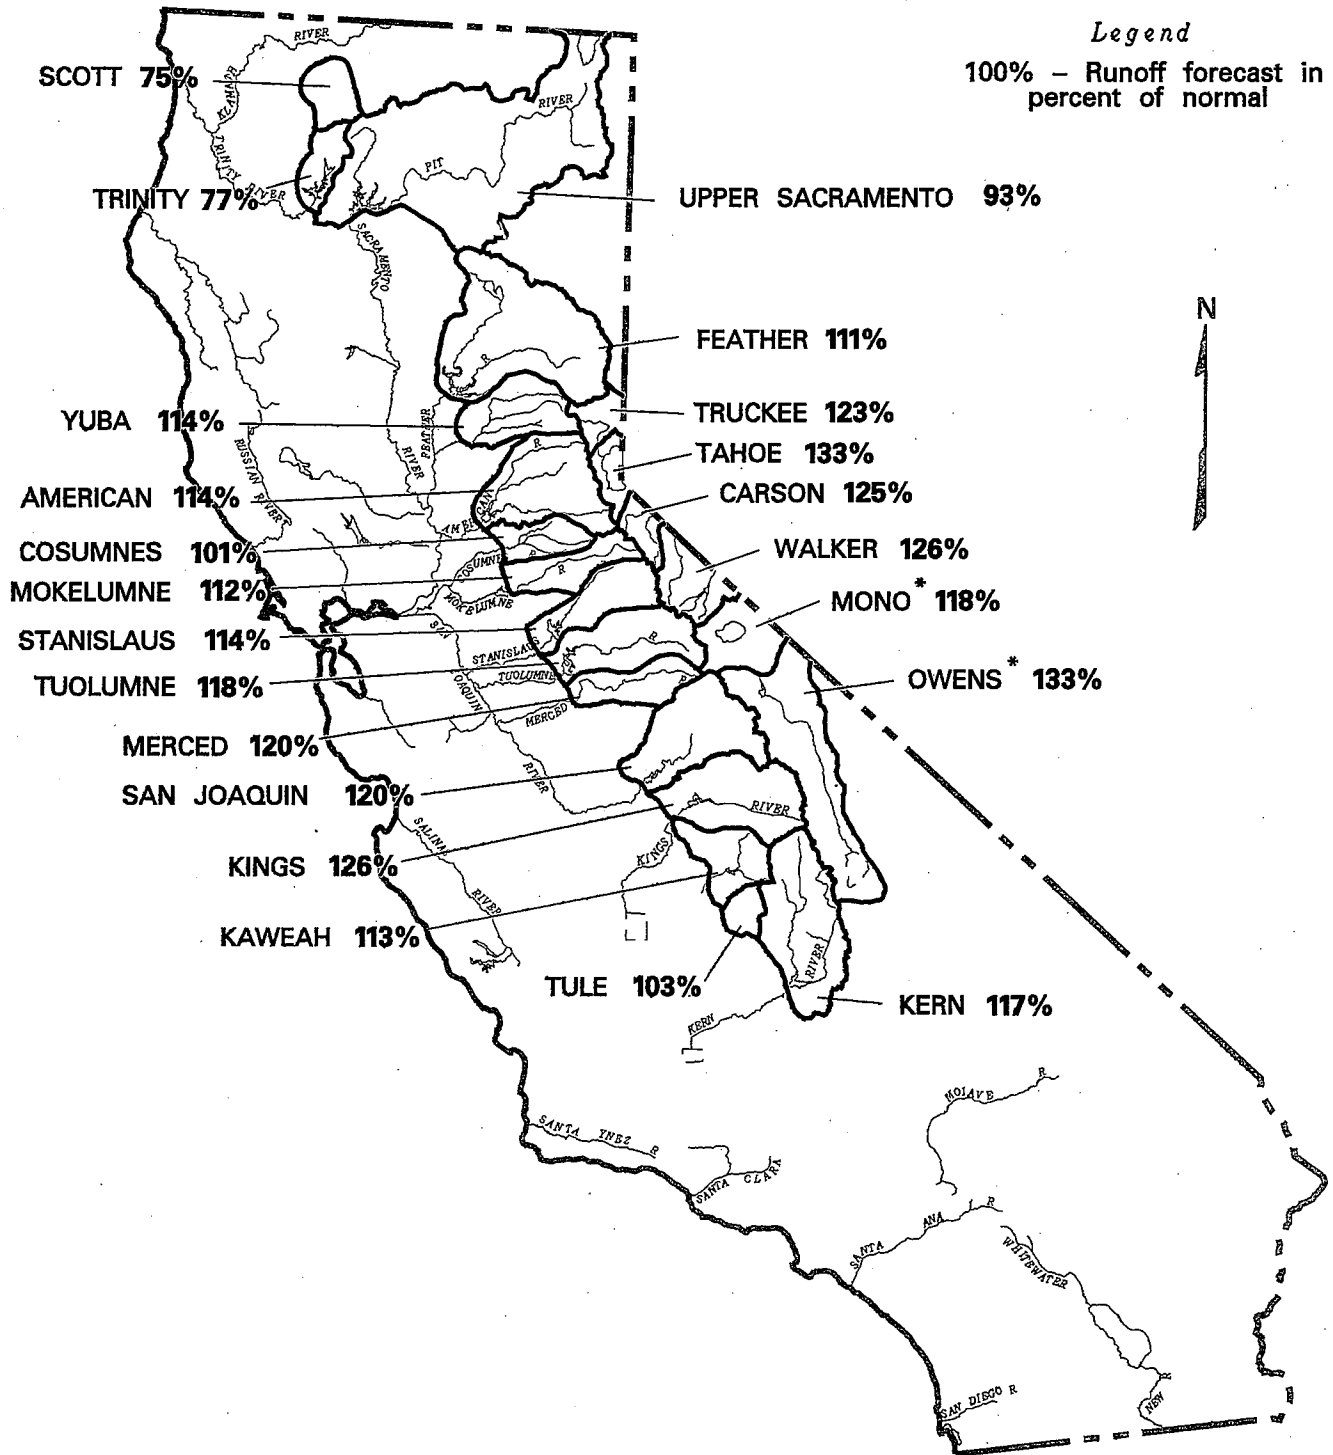 Legend
100% – Runoff forecast in
percent of normal
RIVER
SCOTT 75%
KLAMATH
RIVER
TRINITY RIVER
PIT
TRINITY 77%
UPPER SACRAMENTO 93%
SACRAMENTO
N
FEATHER 111%
R
TRUCKEE 123%
YUBA 114%
FEATHER
RIVER
RUSSIAN RIVER
R
TAHOE 133%
CARSON 125%
AMERICAN 114%
AMERICAN
COSUMNES 101%
WALKER 126%
COSUMNES
R
R
MOKELUMNE 112%
MOKELUMNE
MONO* 118%
STANISLAUS 114%
SAN JOAQUIN
STANISLAUS
R
TUOLUMNE 118%
TUOLUMNE
R
OWENS* 133%
MERCED
MERCED 120%
RIVER
SAN JOAQUIN 120%
RIVER
SALINAS
KINGS
KINGS 126%
RIVER
KAWEAH 113%
TULE 103%
RIVER
KERN
KERN 117%
MOJAVE R
SANTA YNEZ R
SANTA CLARA
SANTA ANA R
WHITEWATER
SAN DIEGO R
NEW R